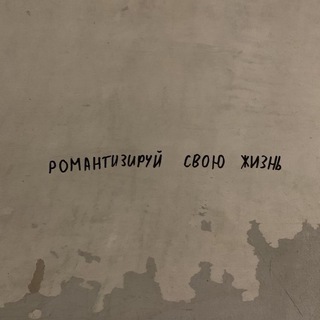 РОМАНТИЗИРУЙ СВОЮ ЖИЗНЬ